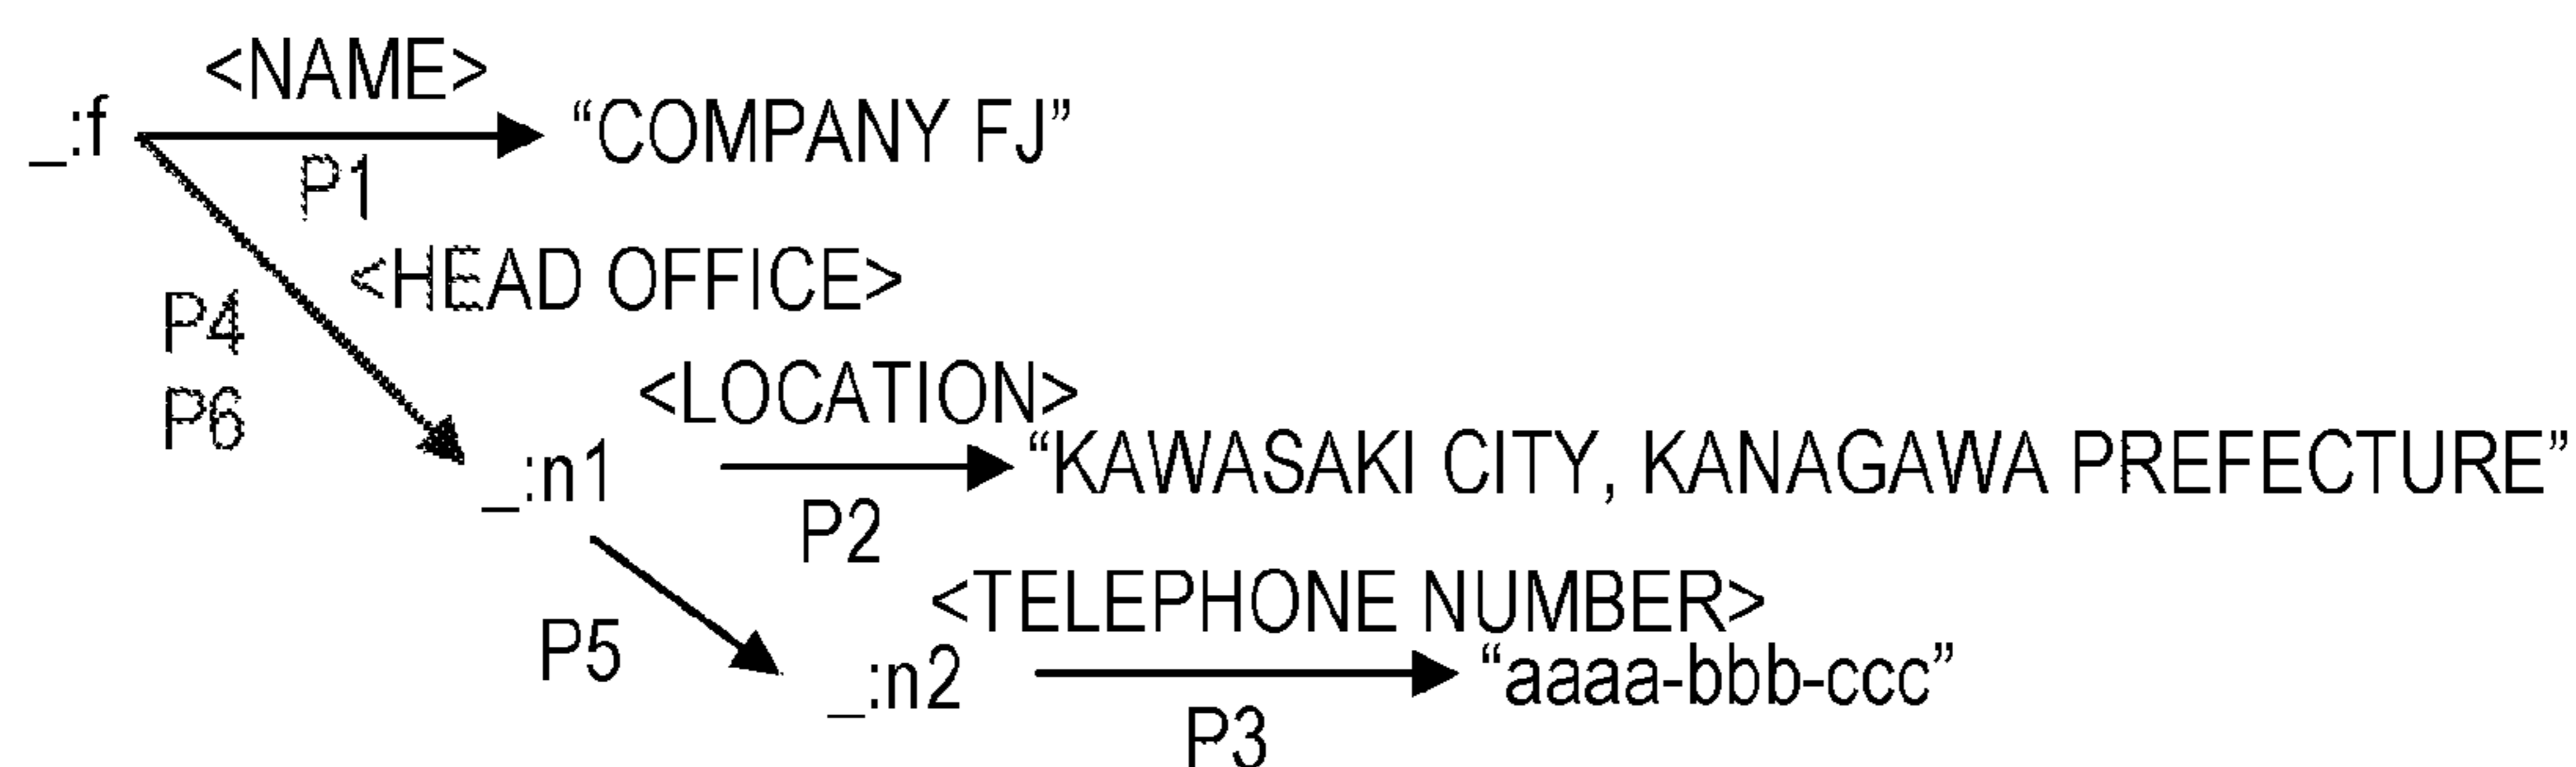 <NAME>
_:f "COMPANY FJ"
P1
<HEAD OFFICE>
P4
P6
<LOCATION>
_:n1 "KAWASAKI CITY, KANAGAWA PREFECTURE"
P2
<TELEPHONE NUMBER>
P5
_:n2 "aaaa-bbb-ccc"
P3